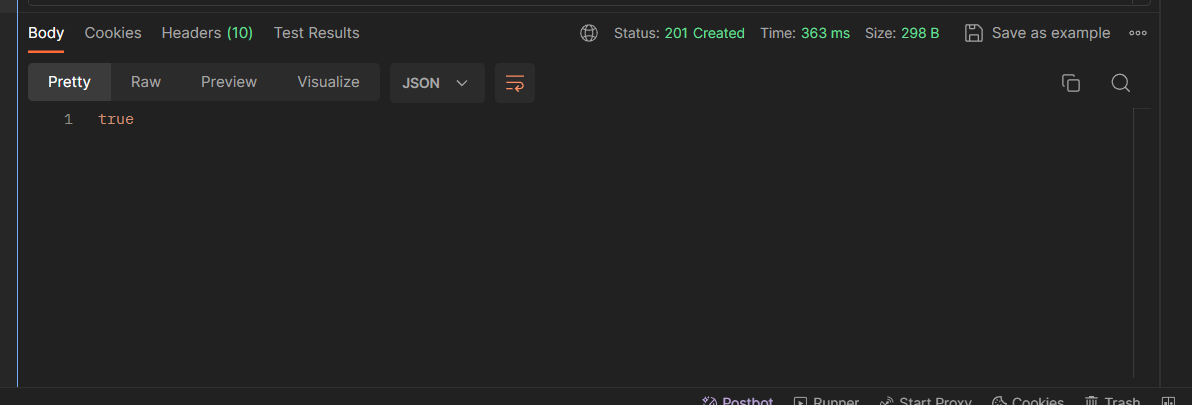 Body Cookies Headers (10) Test Results Status: 201 Created Time: 363 ms Size: 298 B Save as example
Pretty Raw Preview Visualize JSON
1 true
Postbot Runner Start Proxy Cookies Trash